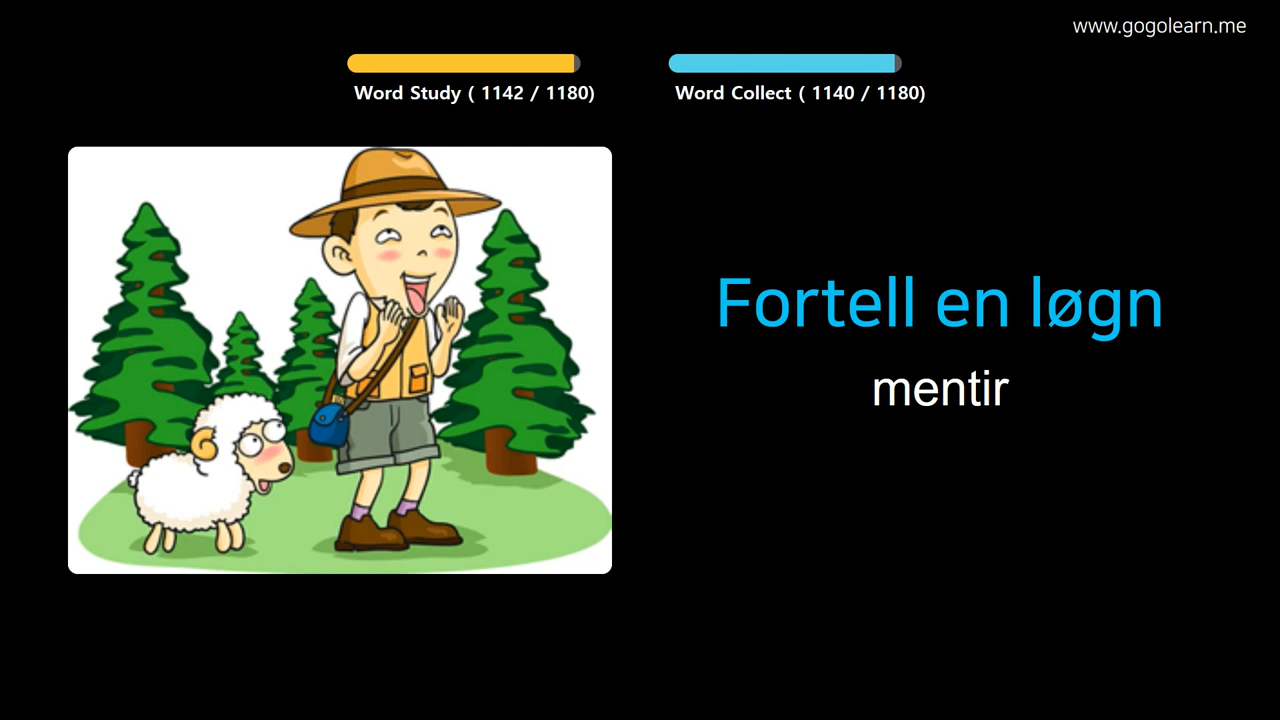 www.gogolearn.me
Word Study ( 1142 / 1180)
Word Collect ( 1140 / 1180)
Fortell en løgn
mentir